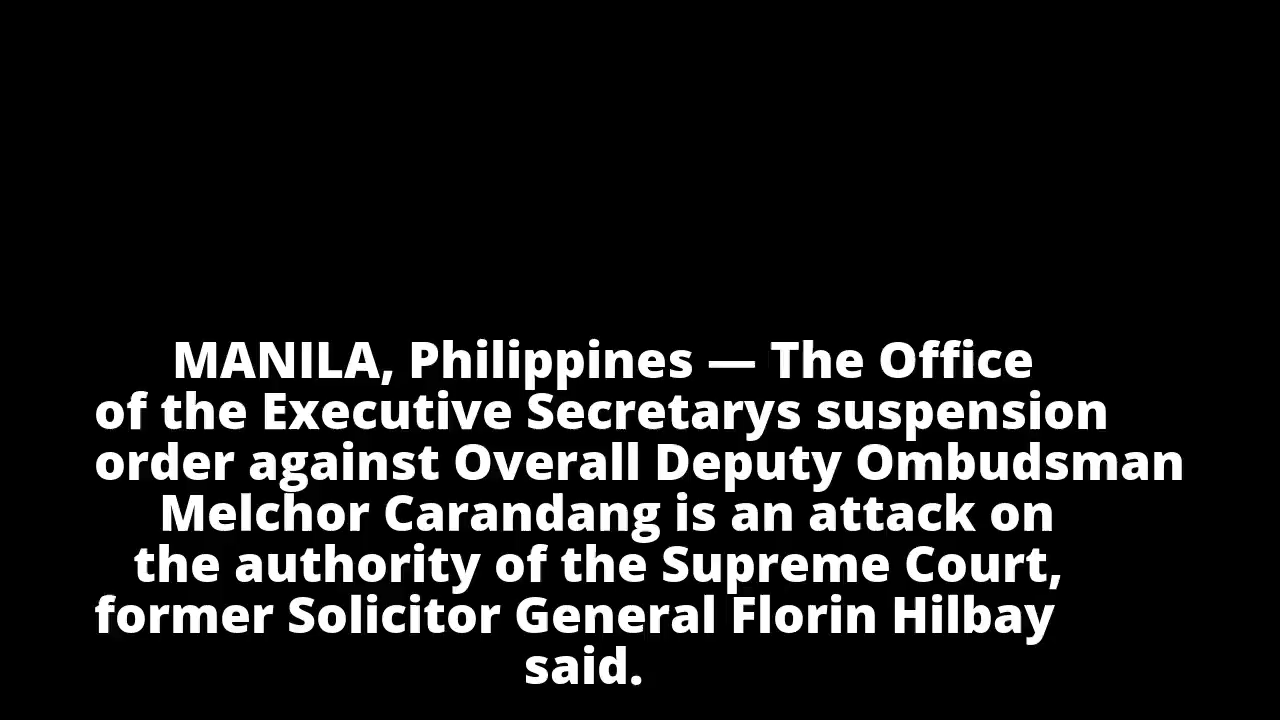 MANILA, Philippines — The Office
of the Executive Secretarys suspension
order against Overall Deputy Ombudsman
Melchor Carandang is an attack on
the authority of the Supreme Court,
former Solicitor General Florin Hilbay
said.